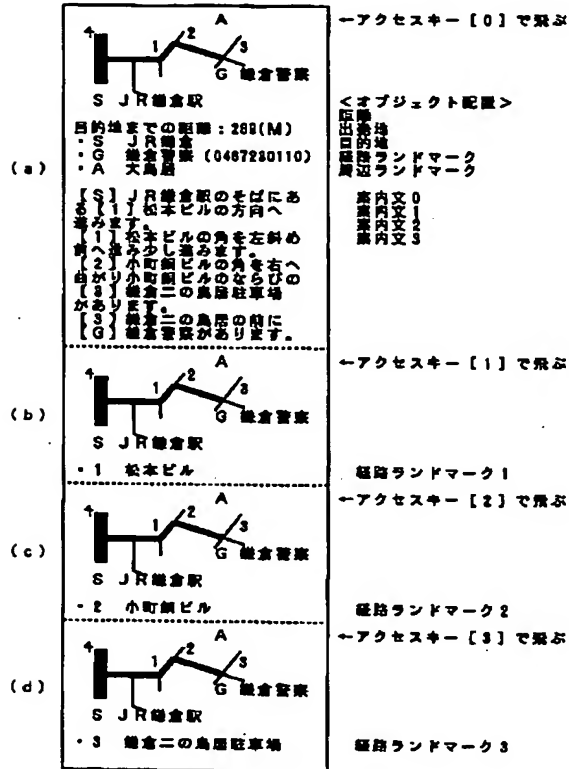 (a)
A
←アクセスキー [0] で飛ぶ
4 1 2 3
G 鎌倉警察
S JR鎌倉駅
<オブジェクト配置>
目的地までの距離:289(M)
距離
・S JR鎌倉
出発地
・G 鎌倉警察 (0467230110)
目的地
・A 大鳥居
経路ランドマーク
周辺ランドマーク
[S] JR鎌倉駅のそばにあ
案内文0
る [1] 松本ビルの方向へ
案内文1
進みます。
案内文2
[1] 松本ビルの角を左斜め
案内文3
前へ進み少し進みます。
[2] 小町銅ビルの角を右へ
曲がり小町銅ビルのならびの
[3] 鎌倉二の鳥居駐車場
があります。
[3] 鎌倉二の鳥居の前に
[G] 鎌倉警察があります。
←アクセスキー [1] で飛ぶ
(b)
A
4 1 2 3
G 鎌倉警察
S JR鎌倉駅
・1 松本ビル
経路ランドマーク1
←アクセスキー [2] で飛ぶ
(c)
A
4 1 2 3
G 鎌倉警察
S JR鎌倉駅
・2 小町銅ビル
経路ランドマーク2
←アクセスキー [3] で飛ぶ
(d)
A
4 1 2 3
G 鎌倉警察
S JR鎌倉駅
・3 鎌倉二の鳥居駐車場
経路ランドマーク3